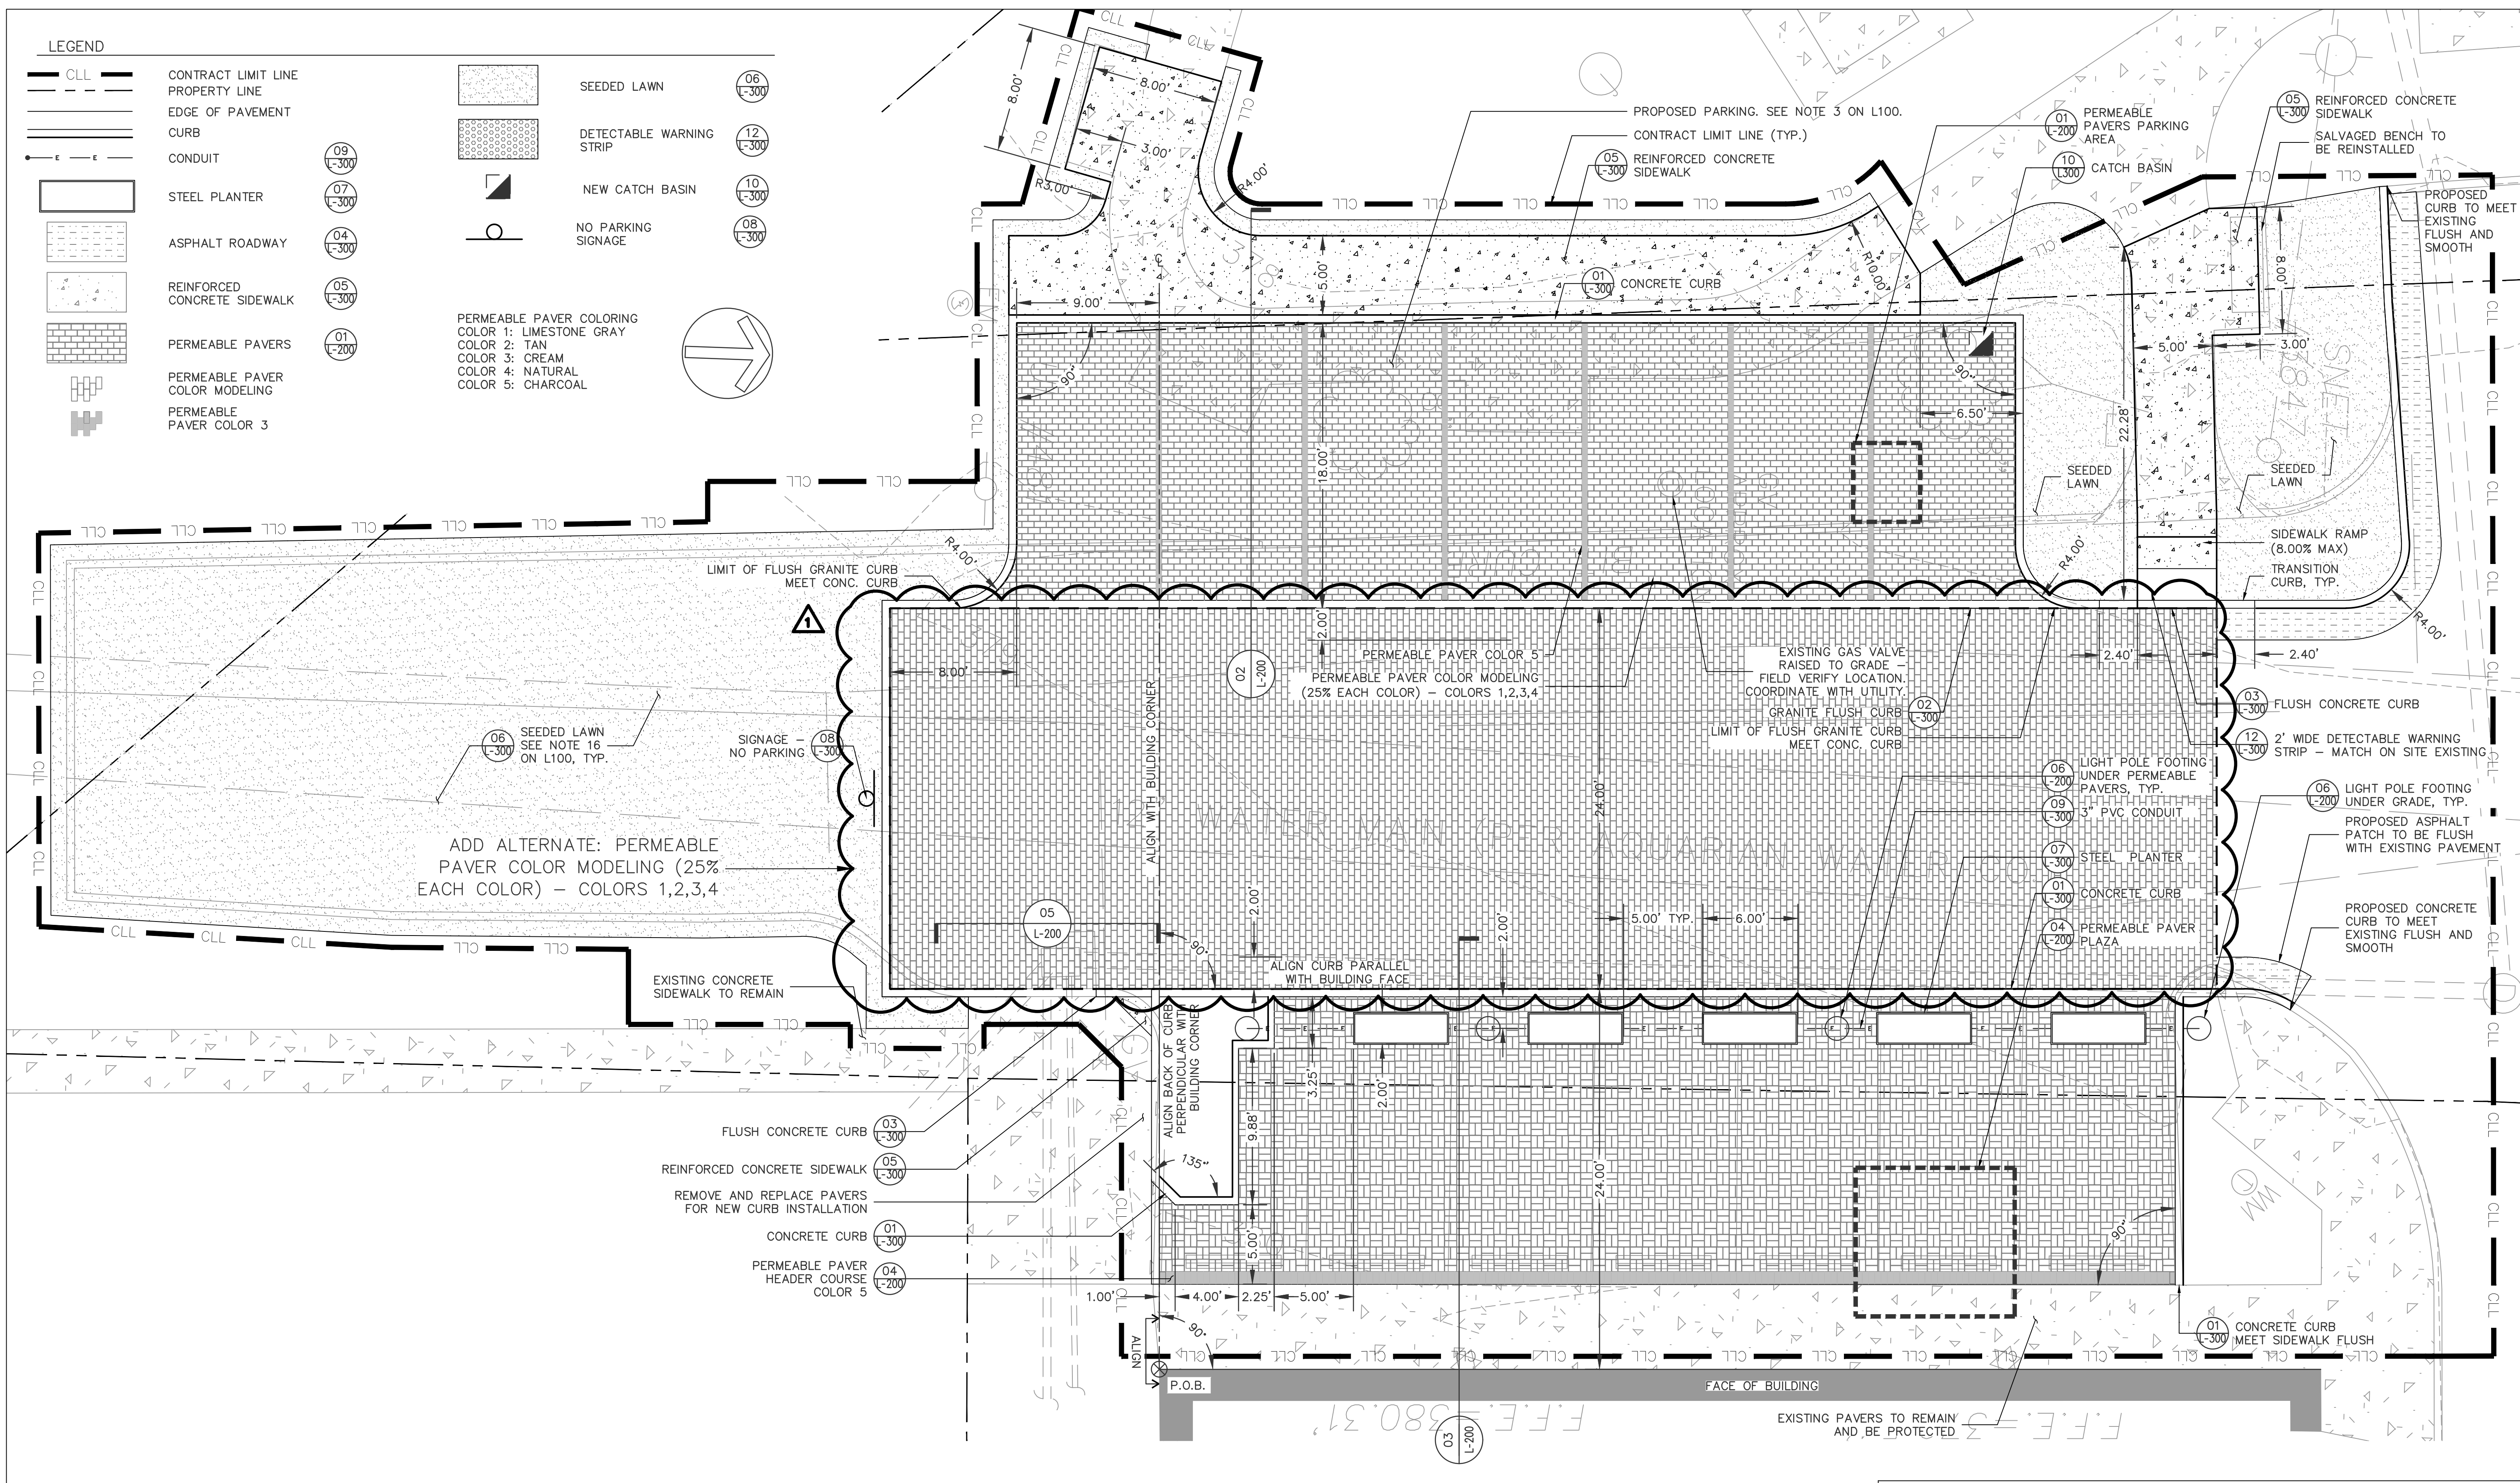 LEGEND
CLL
CONTRACT LIMIT LINE
PROPERTY LINE
EDGE OF PAVEMENT
CURB
E E
CONDUIT
09
L-300
STEEL PLANTER
07
L-300
ASPHALT ROADWAY
04
L-300
REINFORCED
CONCRETE SIDEWALK
05
L-300
PERMEABLE PAVERS
01
L-200
PERMEABLE PAVER
COLOR MODELING
PERMEABLE
PAVER COLOR 3
SEEDED LAWN
06
L-300
DETECTABLE WARNING
STRIP
12
L-300
NEW CATCH BASIN
10
L-300
NO PARKING
SIGNAGE
08
L-300
PERMEABLE PAVER COLORING
COLOR 1: LIMESTONE GRAY
COLOR 2: TAN
COLOR 3: CREAM
COLOR 4: NATURAL
COLOR 5: CHARCOAL
8.00'
8.00'
3.00'
R3.00'
R4.00'
PROPOSED PARKING. SEE NOTE 3 ON L100.
CONTRACT LIMIT LINE (TYP.)
05
L-300
REINFORCED CONCRETE
SIDEWALK
01
L-200
PERMEABLE
PAVERS PARKING
AREA
10
L300
CATCH BASIN
05
L-300
REINFORCED CONCRETE
SIDEWALK
SALVAGED BENCH TO
BE REINSTALLED
PROPOSED
CURB TO MEET
EXISTING
FLUSH AND
SMOOTH
9.00'
5.00'
01
L-300
CONCRETE CURB
R10.00'
8.00'
5.00'
3.00'
90°
90°
6.50'
18.00'
22.28'
SEEDED
LAWN
SEEDED
LAWN
SIDEWALK RAMP
(8.00% MAX)
TRANSITION
CURB, TYP.
R4.00'
R4.00'
R4.00'
LIMIT OF FLUSH GRANITE CURB
MEET CONC. CURB
1
2.00'
8.00'
02
L-200
PERMEABLE PAVER COLOR 5
PERMEABLE PAVER COLOR MODELING
(25% EACH COLOR) – COLORS 1,2,3,4
EXISTING GAS VALVE
RAISED TO GRADE –
FIELD VERIFY LOCATION.
COORDINATE WITH UTILITY.
GRANITE FLUSH CURB
02
L-300
LIMIT OF FLUSH GRANITE CURB
MEET CONC. CURB
2.40'
2.40'
03
L-300
FLUSH CONCRETE CURB
12
L-300
2' WIDE DETECTABLE WARNING
STRIP – MATCH ON SITE EXISTING
06
L-300
SEEDED LAWN
SEE NOTE 16
ON L100, TYP.
SIGNAGE –
NO PARKING
08
L-300
ALIGN WITH BUILDING CORNER
24.00'
06
L-200
LIGHT POLE FOOTING
UNDER PERMEABLE
PAVERS, TYP.
09
L-300
3" PVC CONDUIT
07
L-300
STEEL PLANTER
01
L-300
CONCRETE CURB
04
L-200
PERMEABLE PAVER
PLAZA
06
L-200
LIGHT POLE FOOTING
UNDER GRADE, TYP.
PROPOSED ASPHALT
PATCH TO BE FLUSH
WITH EXISTING PAVEMENT
PROPOSED CONCRETE
CURB TO MEET
EXISTING FLUSH AND
SMOOTH
WATER MAIN (PER AQUARIAN WATER CO
ADD ALTERNATE: PERMEABLE
PAVER COLOR MODELING (25%
EACH COLOR) – COLORS 1,2,3,4
05
L-200
2.00'
90°
5.00' TYP.
6.00'
2.00'
ALIGN CURB PARALLEL
WITH BUILDING FACE
EXISTING CONCRETE
SIDEWALK TO REMAIN
ALIGN BACK OF CURB
PERPENDICULAR WITH
BUILDING CORNER
3.25'
2.00'
9.88'
135°
24.00'
5.00'
90°
FLUSH CONCRETE CURB
03
L-300
REINFORCED CONCRETE SIDEWALK
05
L-300
REMOVE AND REPLACE PAVERS
FOR NEW CURB INSTALLATION
CONCRETE CURB
01
L-300
PERMEABLE PAVER
HEADER COURSE
COLOR 5
04
L-200
1.00'
4.00'
2.25'
5.00'
90°
ALIGN
P.O.B.
FACE OF BUILDING
F.F.E.=380.31'
03
L-200
EXISTING PAVERS TO REMAIN
AND BE PROTECTED
01
L-300
CONCRETE CURB
MEET SIDEWALK FLUSH
WM